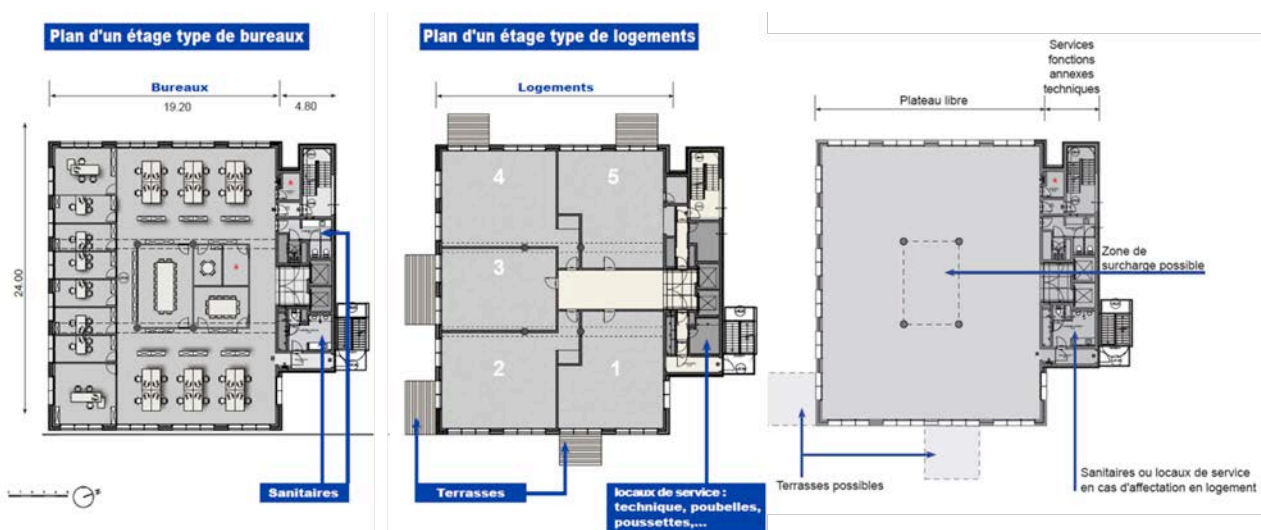 Plan d'un étage type de bureaux
Bureaux
19.20
4.80
24.00
Sanitaires
Plan d'un étage type de logements
Logements
4
5
3
2
1
Terrasses
locaux de service :
technique, poubelles,
poussettes,...
Services
fonctions
annexes
techniques
Plateau libre
Zone de
surcharge possible
Terrasses possibles
Sanitaires ou locaux de service
en cas d'affectation en logement